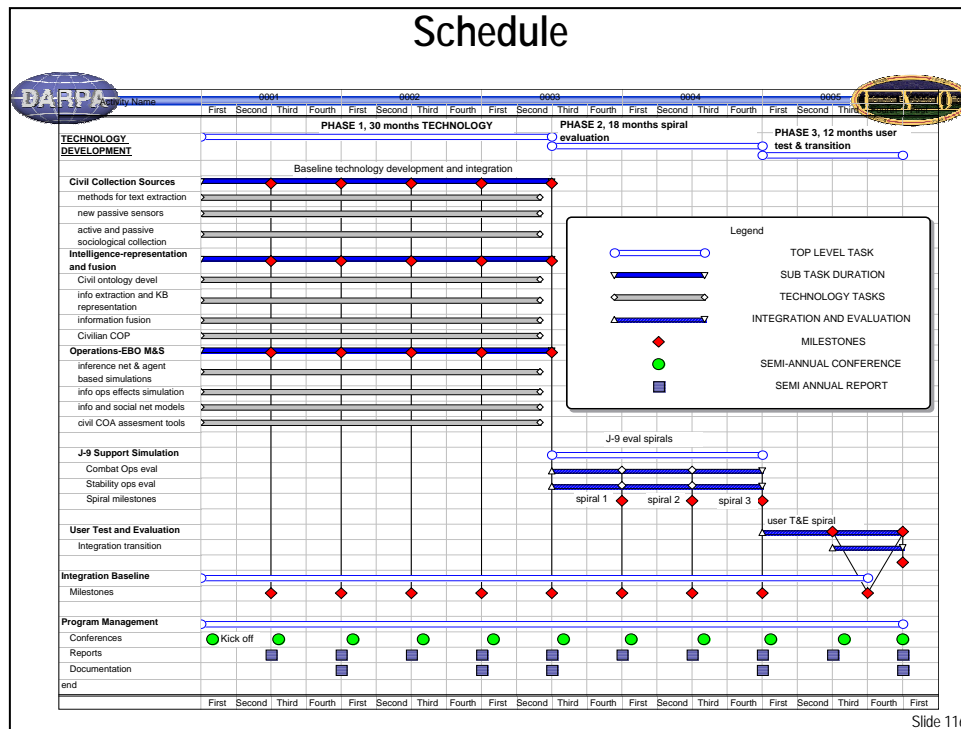 Schedule
DARPA
Activity Name
0001 0002 0003 0004 0005
First Second Third Fourth First Second Third Fourth First Second Third Fourth First Second Third Fourth First Second
PHASE 1, 30 months TECHNOLOGY
PHASE 2, 18 months spiral
evaluation
PHASE 3, 12 months user
test & transition
TECHNOLOGY
DEVELOPMENT
Baseline technology development and integration
Civil Collection Sources
methods for text extraction
new passive sensors
active and passive
sociological collection
Intelligence-representation
and fusion
Civil ontology devel
info extraction and KB
representation
information fusion
Civilian COP
Operations-EBO M&S
inference net & agent
based simulations
info ops effects simulation
info and social net models
civil COA assesment tools
Legend
TOP LEVEL TASK
SUB TASK DURATION
TECHNOLOGY TASKS
INTEGRATION AND EVALUATION
MILESTONES
SEMI-ANNUAL CONFERENCE
SEMI ANNUAL REPORT
J-9 eval spirals
J-9 Support Simulation
Combat Ops eval
Stability ops eval
Spiral milestones
spiral 1 spiral 2 spiral 3
user T&E spiral
User Test and Evaluation
Integration transition
Integration Baseline
Milestones
Program Management
Conferences Kick off
Reports
Documentation
end
First Second Third Fourth First Second Third Fourth First Second Third Fourth First Second Third Fourth First Second Third Fourth First
Slide 116